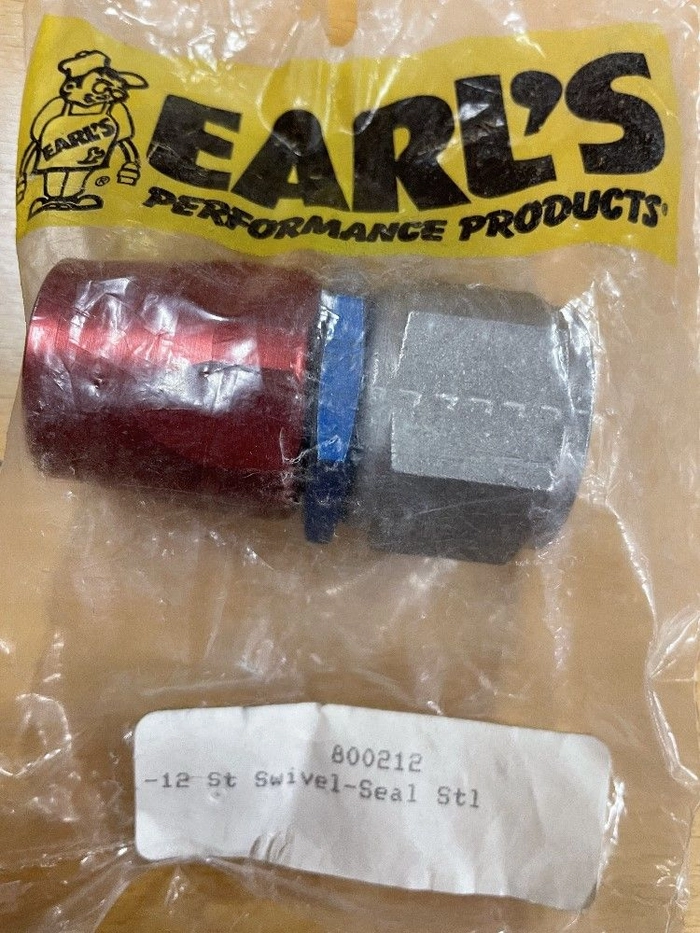 EARL'S
EARL'S
PERFORMANCE PRODUCTS
800212
-12 St Swivel-Seal Stl